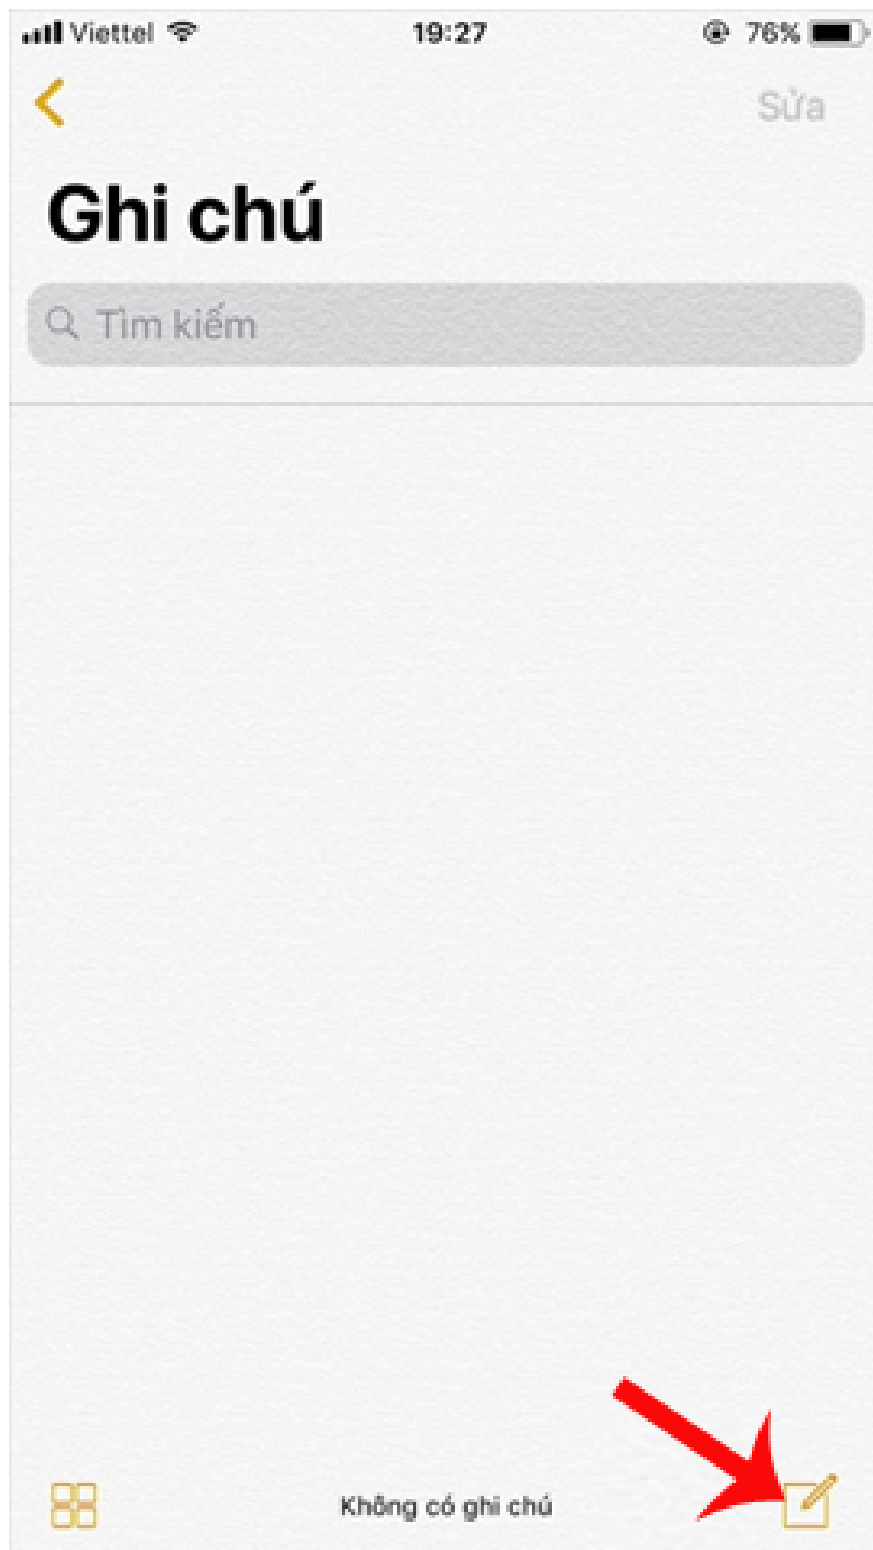 Viettel 19:27 76%
Sửa
Ghi chú
Tìm kiếm
Không có ghi chú